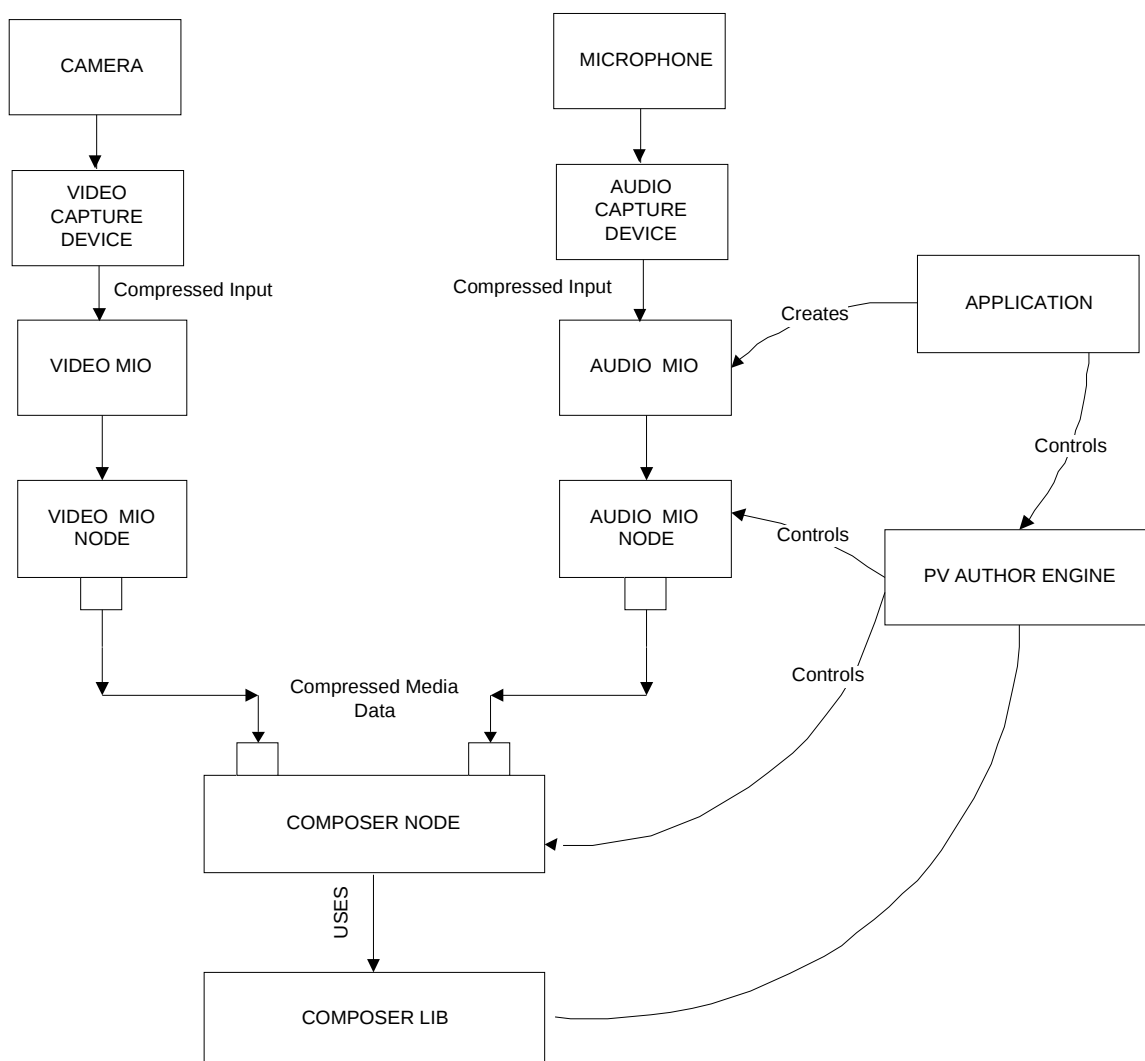 CAMERA
MICROPHONE
VIDEO
CAPTURE
DEVICE
AUDIO
CAPTURE
DEVICE
Compressed Input
Compressed Input
APPLICATION
Creates
VIDEO MIO
AUDIO MIO
Controls
VIDEO MIO
NODE
AUDIO MIO
NODE
Controls
PV AUTHOR ENGINE
Controls
Compressed Media
Data
COMPOSER NODE
USES
COMPOSER LIB